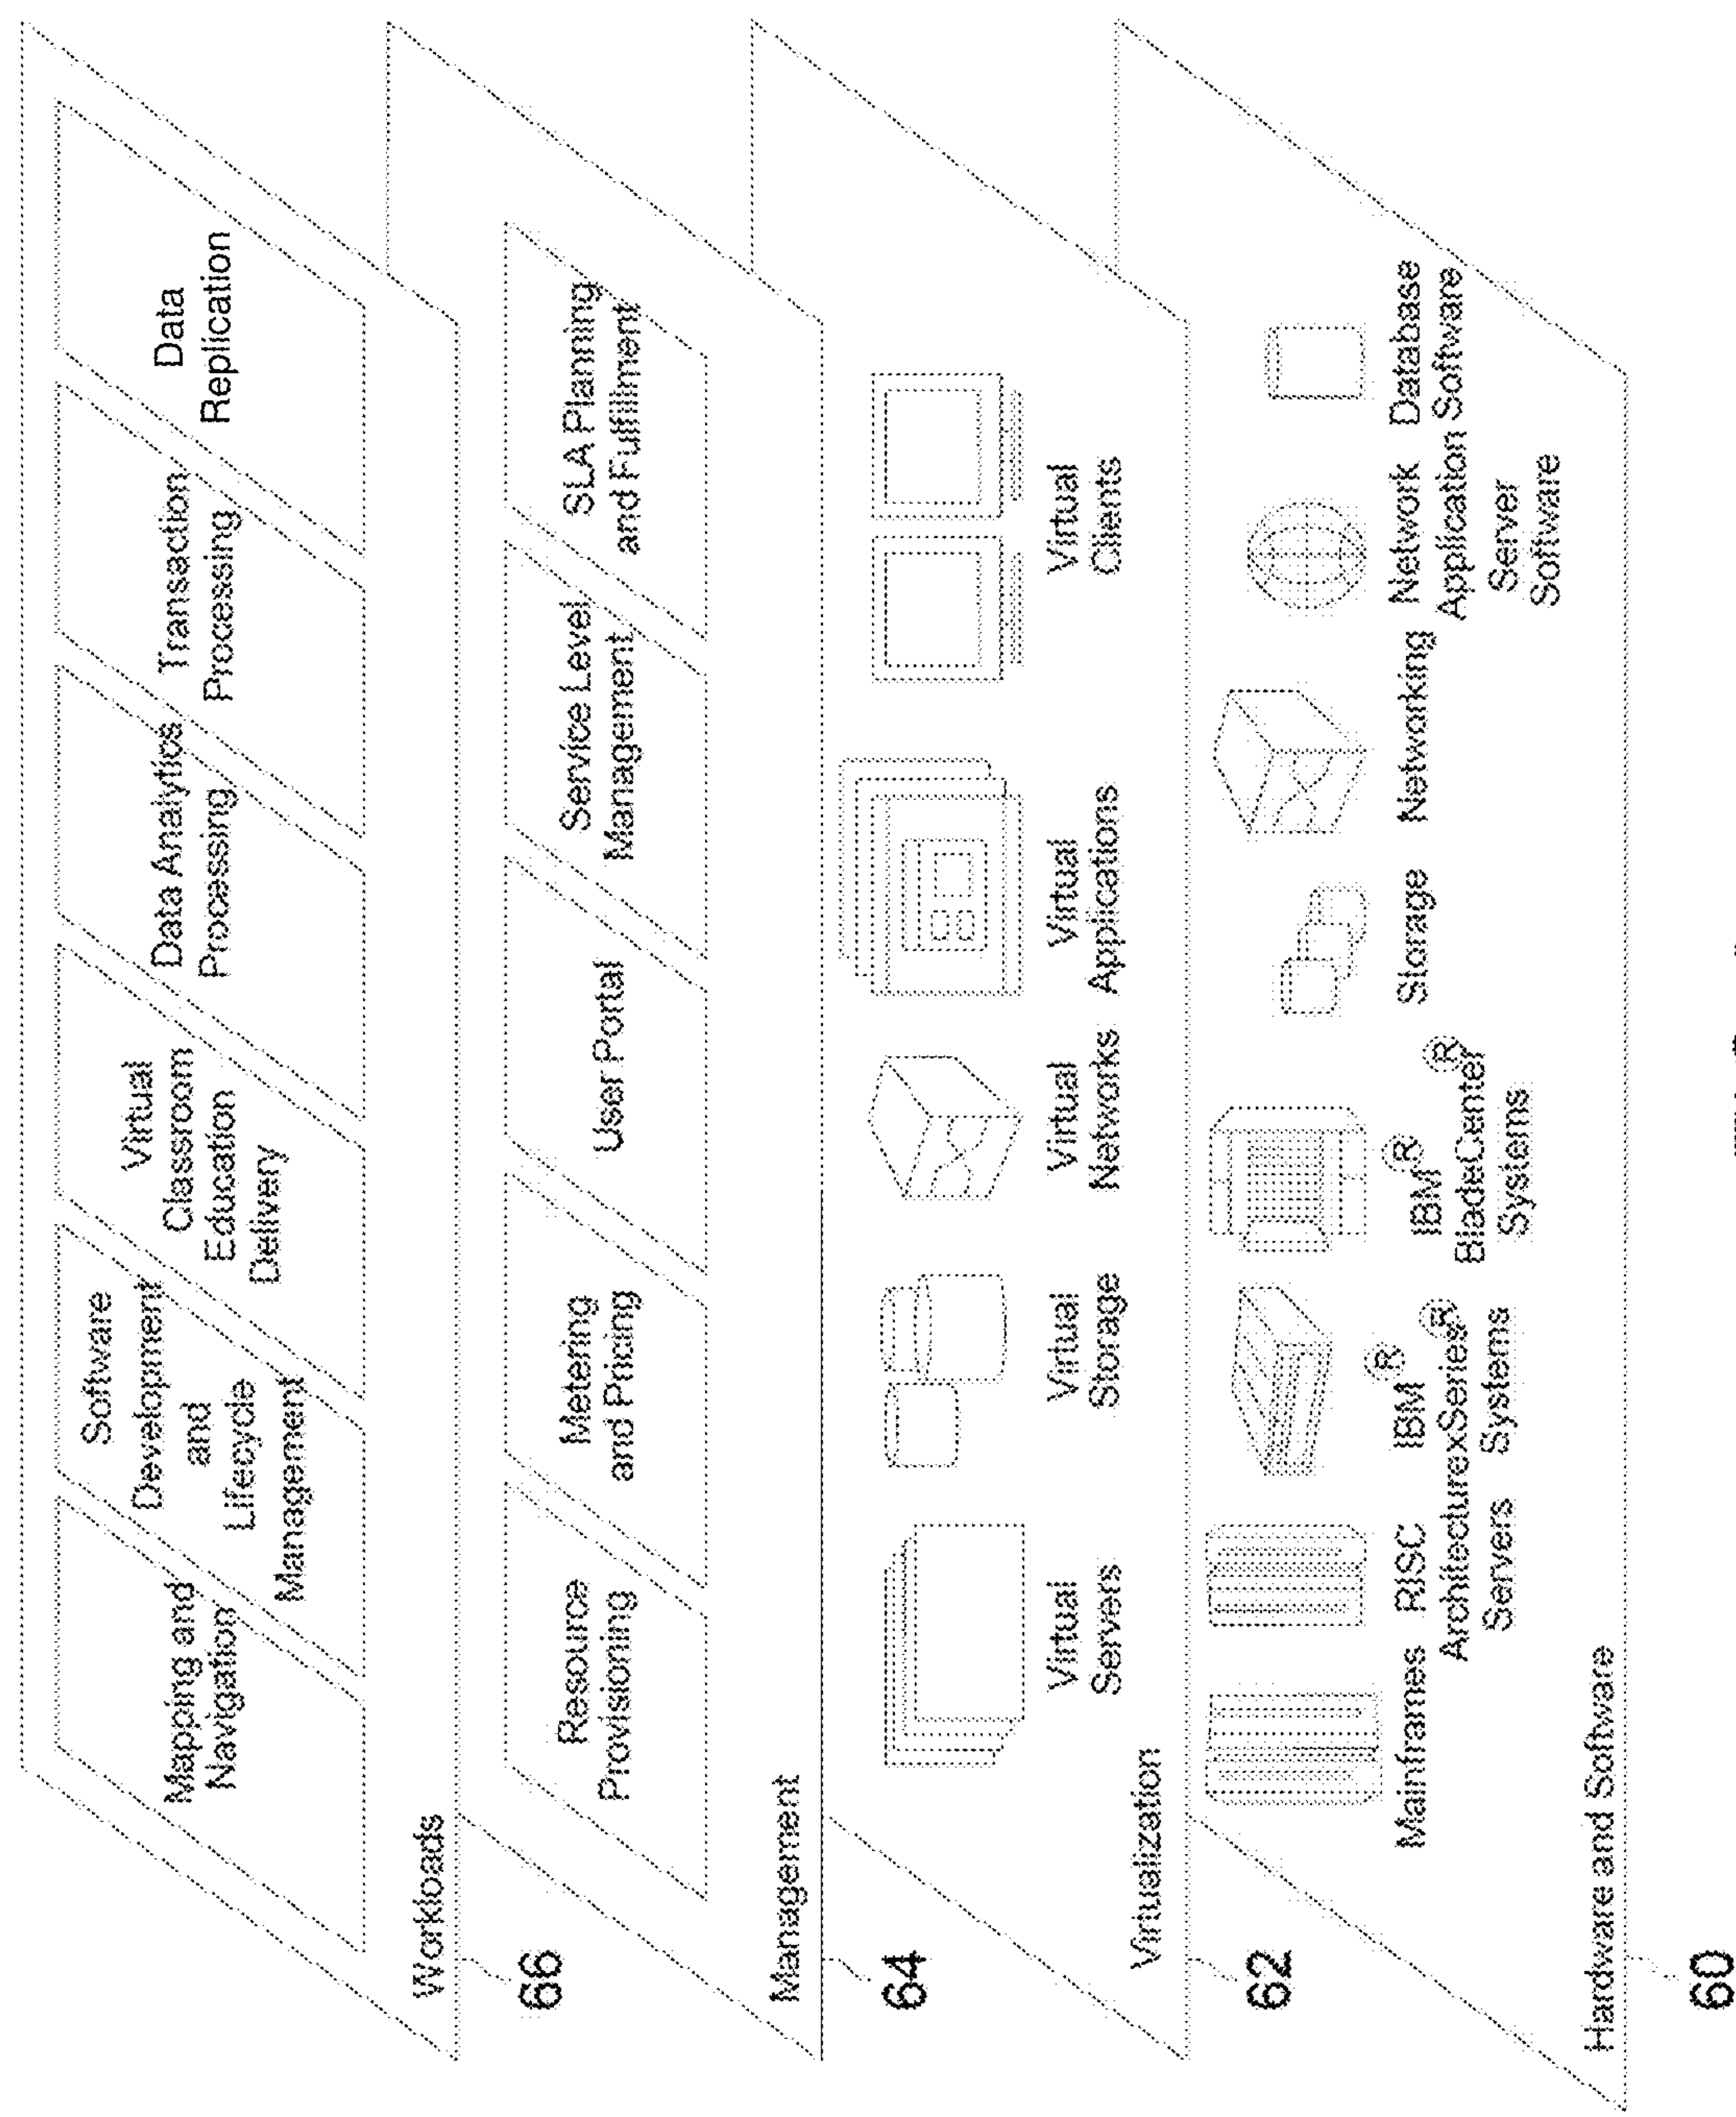 Mapping and
Navigation
Software
Development
and
Lifecycle
Management
Virtual
Classroom
Education
Delivery
Data Analytics
Processing
Transaction
Processing
Data
Replication
Workloads
66
Resource
Provisioning
Metering
and Pricing
User Portal
Service Level
Management
SLA Planning
and Fulfillment
Management
64
Virtual
Servers
Virtual
Storage
Virtual
Networks
Virtual
Applications
Virtual
Clients
Virtualization
62
Mainframes
RISC
Architecture
Servers
IBM®
xSeries®
Systems
IBM®
BladeCenter®
Systems
Storage
Networking
Network
Application
Server
Software
Database
Software
Hardware and Software
60